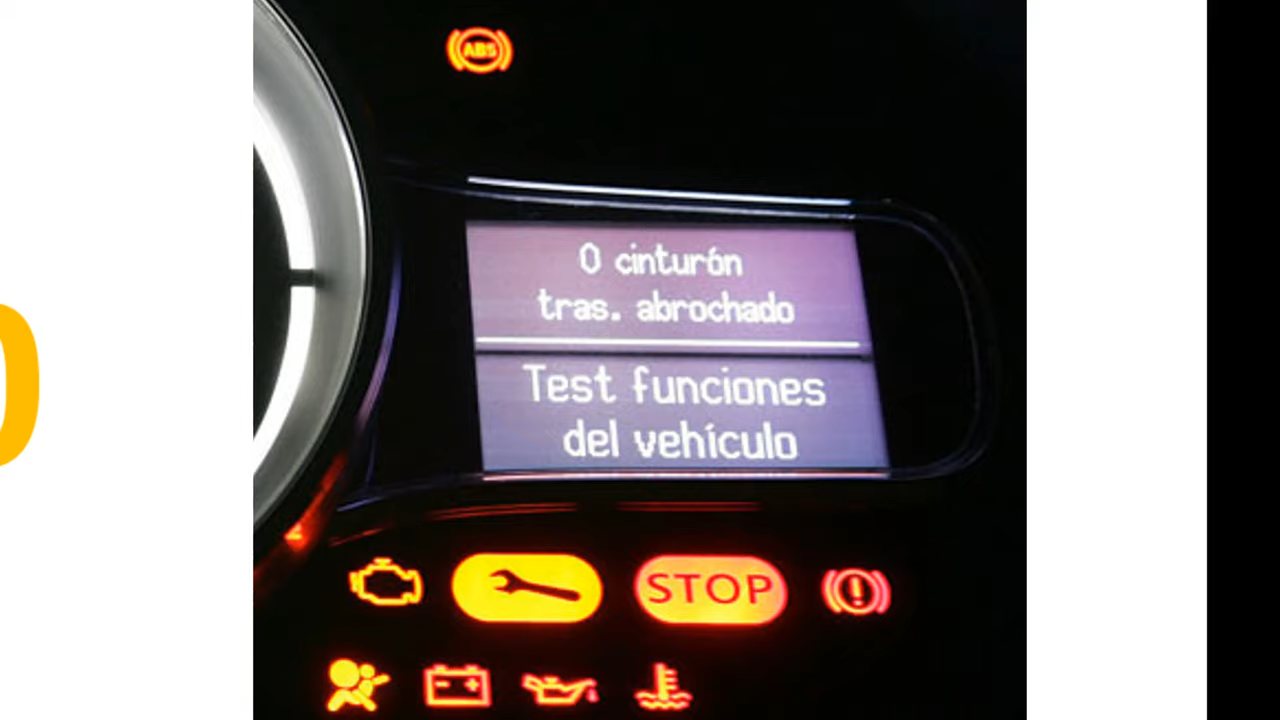 ABS
0 cinturón
tras. abrochado
Test funciones
del vehículo
STOP